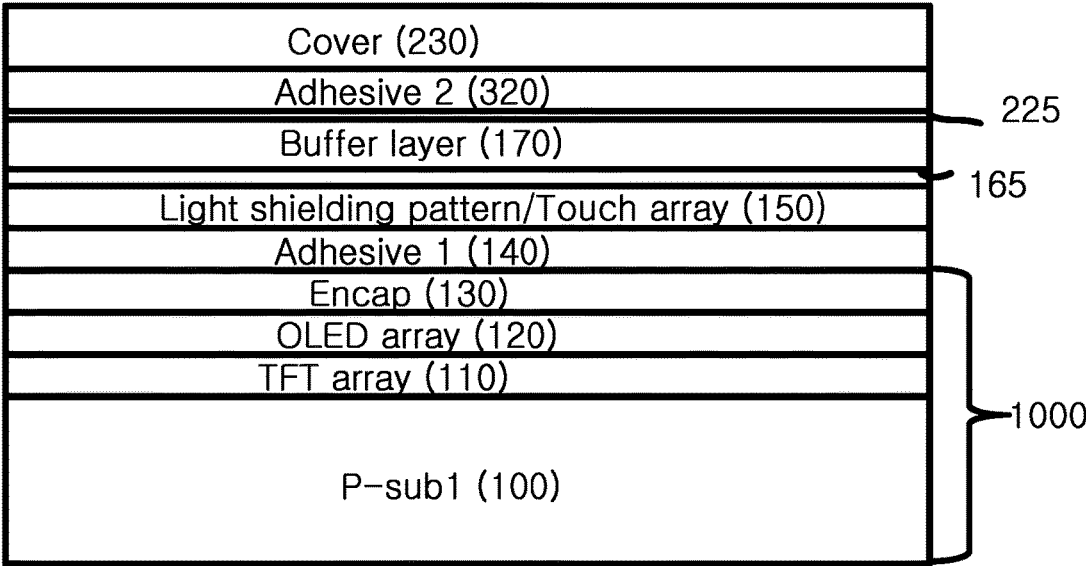 Cover (230)
Adhesive 2 (320)
225
Buffer layer (170)
165
Light shielding pattern/Touch array (150)
Adhesive 1 (140)
Encap (130)
OLED array (120)
TFT array (110)
1000
P-sub1 (100)